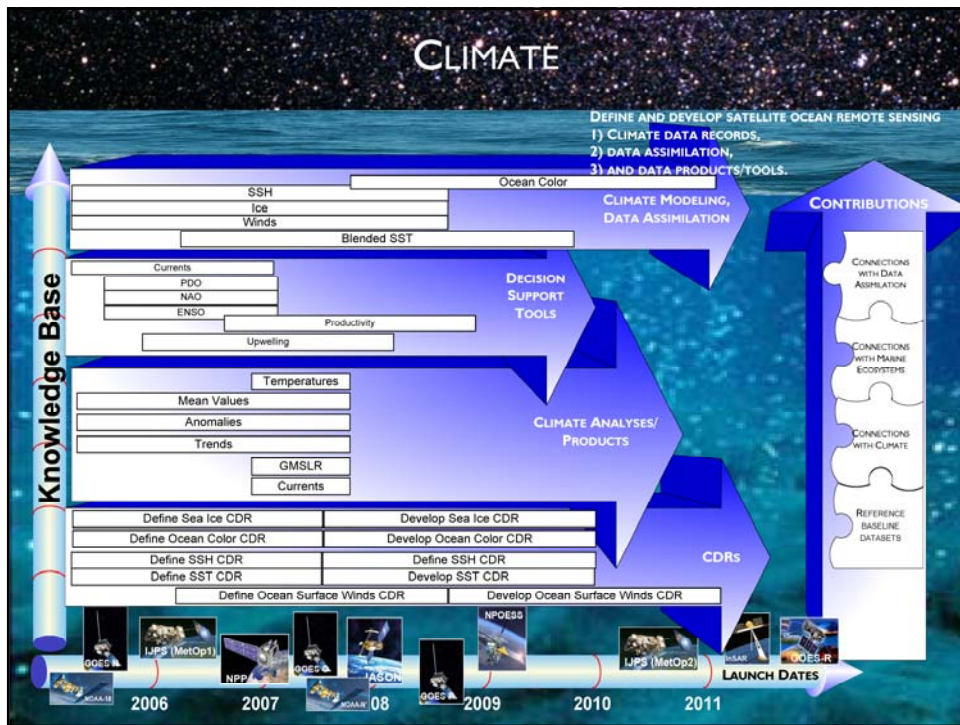 CLIMATE
DEFINE AND DEVELOP SATELLITE OCEAN REMOTE SENSING
1) CLIMATE DATA RECORDS,
2) DATA ASSIMILATION,
3) AND DATA PRODUCTS/TOOLS.
Ocean Color
SSH
Ice
Winds
Blended SST
CLIMATE MODELING,
DATA ASSIMILATION
CONTRIBUTIONS
Knowledge Base
Currents
PDO
NAO
ENSO
Productivity
Upwelling
DECISION
SUPPORT
TOOLS
CONNECTIONS
WITH DATA
ASSIMILATION
Temperatures
Mean Values
Anomalies
Trends
GMSLR
Currents
CLIMATE ANALYSES/
PRODUCTS
CONNECTIONS
WITH MARINE
ECOSYSTEMS
CONNECTIONS
WITH CLIMATE
Define Sea Ice CDR
Develop Sea Ice CDR
Define Ocean Color CDR
Develop Ocean Color CDR
Define SSH CDR
Define SSH CDR
Define SST CDR
Develop SST CDR
Define Ocean Surface Winds CDR
Develop Ocean Surface Winds CDR
CDRS
REFERENCE
BASELINE
DATASETS
GOES N
IJPS (MetOp1)
NPP
GOES O
JASON
NPOESS
IJPS (MetOp2)
InSAR
GOES-R
LAUNCH DATES
2006
2007
08
2009
2010
2011